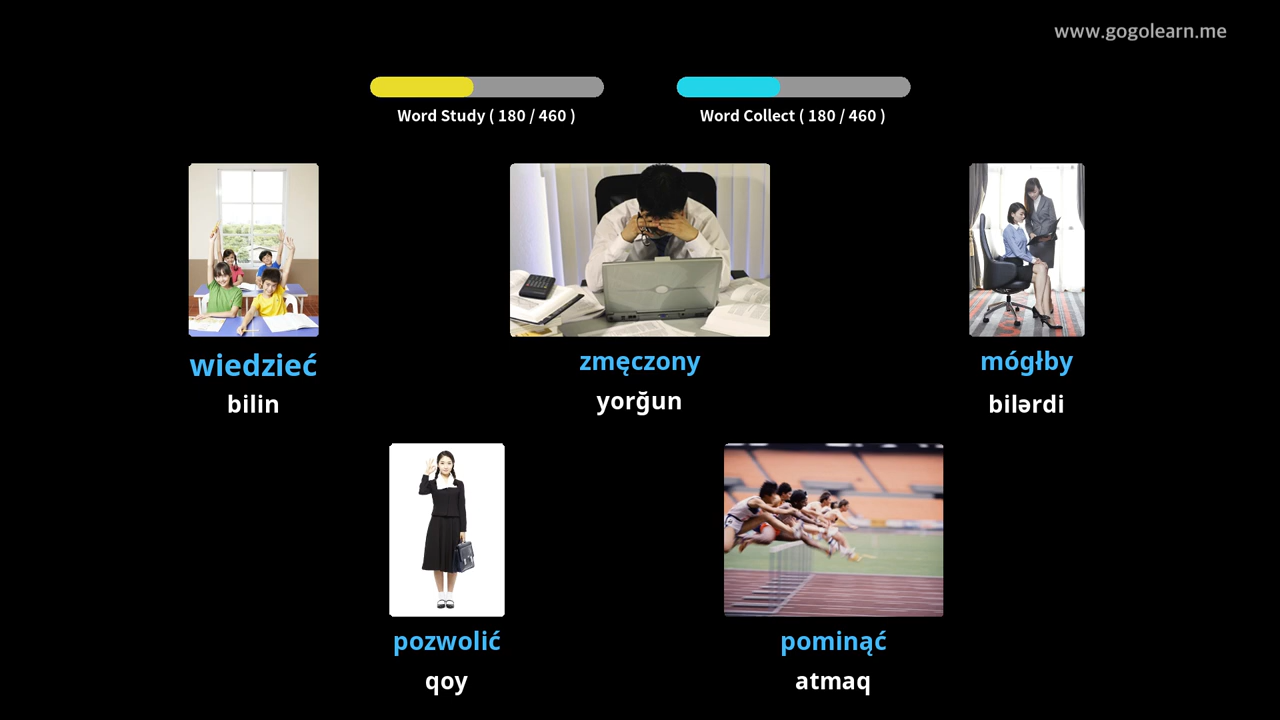 www.gogolearn.me
Word Study ( 180 / 460 )
Word Collect ( 180 / 460 )
wiedzieć
bilin
zmęczony
yorğun
mógłby
bilərdi
pozwolić
qoy
pominąć
atmaq